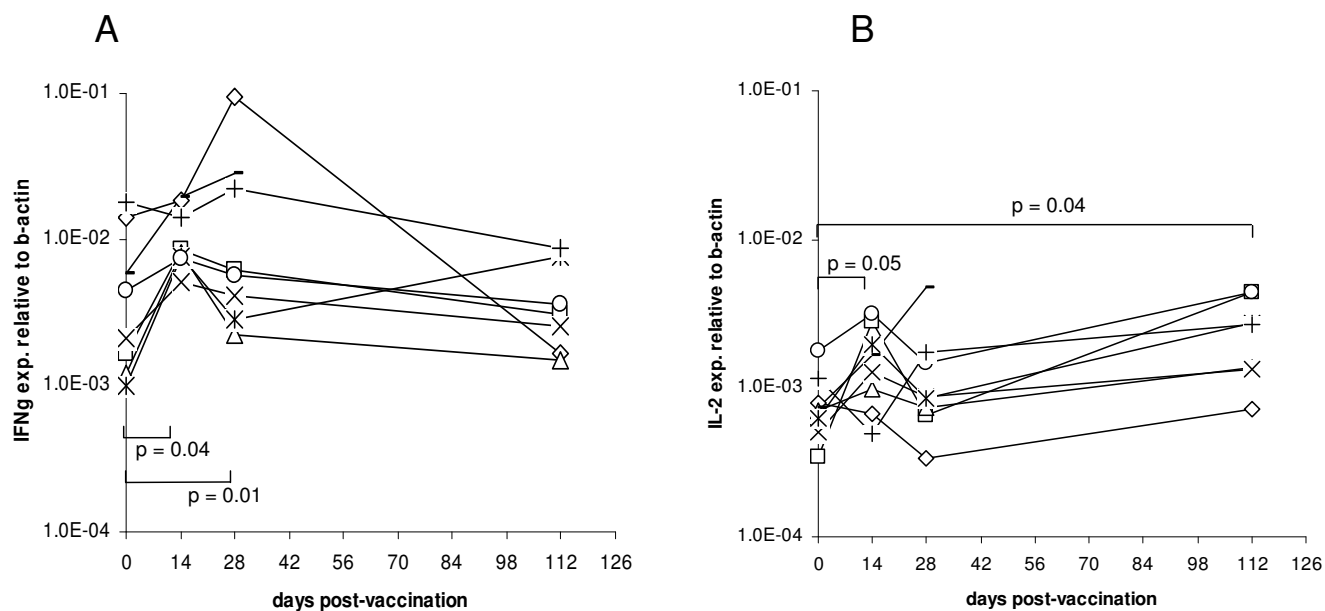 A
IFNg exp. relative to b-actin
1.0E-01
1.0E-02
1.0E-03
1.0E-04
p = 0.04
p = 0.01
0 14 28 42 56 70 84 98 112 126
days post-vaccination
B
IL-2 exp. relative to b-actin
1.0E-01
1.0E-02
1.0E-03
1.0E-04
p = 0.04
p = 0.05
0 14 28 42 56 70 84 98 112 126
days post-vaccination